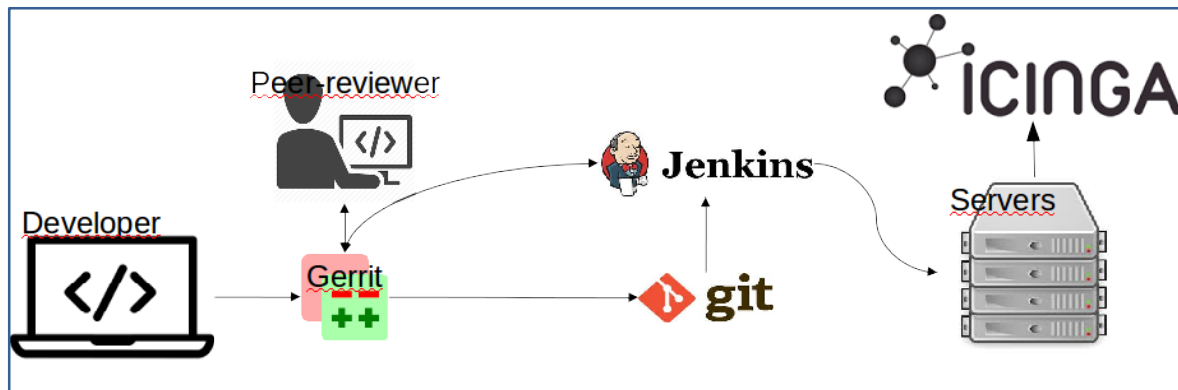 Peer-reviewer
ICINGA
Jenkins
Developer
Servers
Gerrit
git